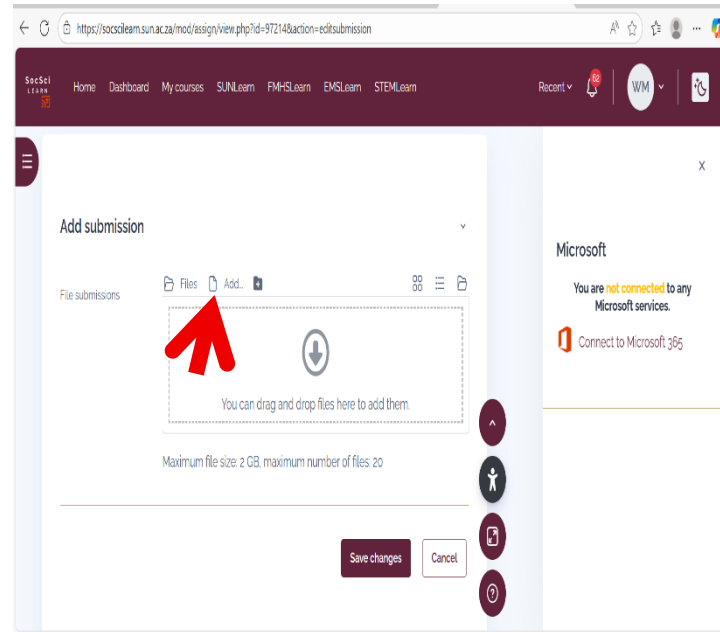 https://socscilearn.sun.ac.za/mod/assign/view.php?id=97214&action=editsubmission
SocSci
LEARN
Home Dashboard My courses SUNLearn FMHSLearn EMSLearn STEMLearn
Recent
62
WM
x
Add submission
Microsoft
Files Add...
File submissions
You are not connected to any
Microsoft services.
Connect to Microsoft 365
You can drag and drop files here to add them.
Maximum file size: 2 GB, maximum number of files: 20
Save changes Cancel